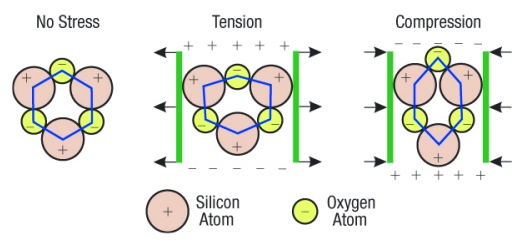 No Stress
Tension
Compression
+ + + + +
- - - - -
- - - - -
+ + + + +
+ Silicon Atom
- Oxygen Atom